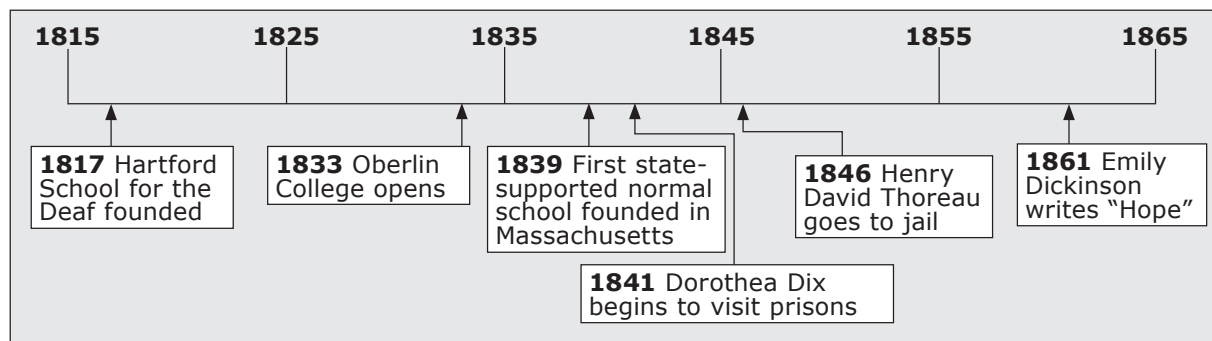 1815 1825 1835 1845 1855 1865
1817 Hartford
School for the
Deaf founded
1833 Oberlin
College opens
1839 First state-
supported normal
school founded in
Massachusetts
1841 Dorothea Dix
begins to visit prisons
1846 Henry
David Thoreau
goes to jail
1861 Emily
Dickinson
writes “Hope”